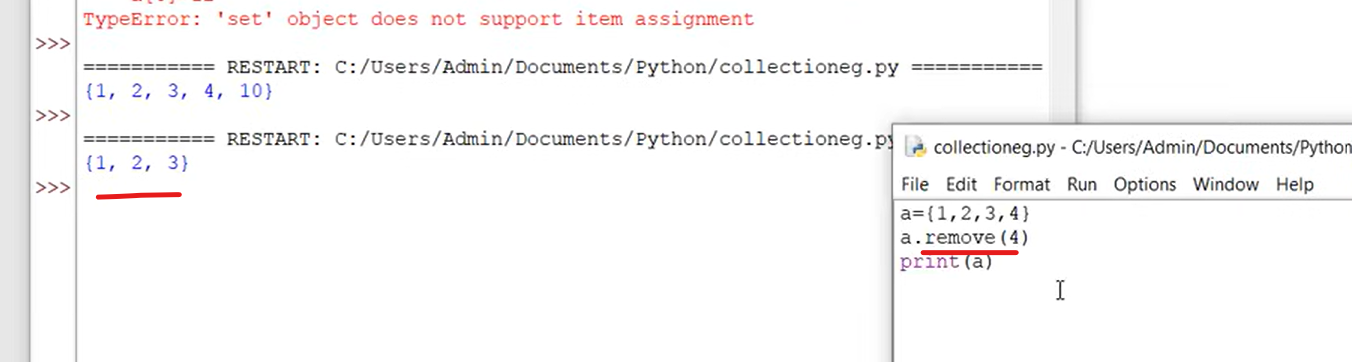 TypeError: 'set' object does not support item assignment
>>>
=========== RESTART: C:/Users/Admin/Documents/Python/collectioneg.py ===========
{1, 2, 3, 4, 10}
>>>
=========== RESTART: C:/Users/Admin/Documents/Python/collectioneg.py
{1, 2, 3}
>>>
collectioneg.py - C:/Users/Admin/Documents/Python
File Edit Format Run Options Window Help
a={1,2,3,4}
a.remove(4)
print(a)